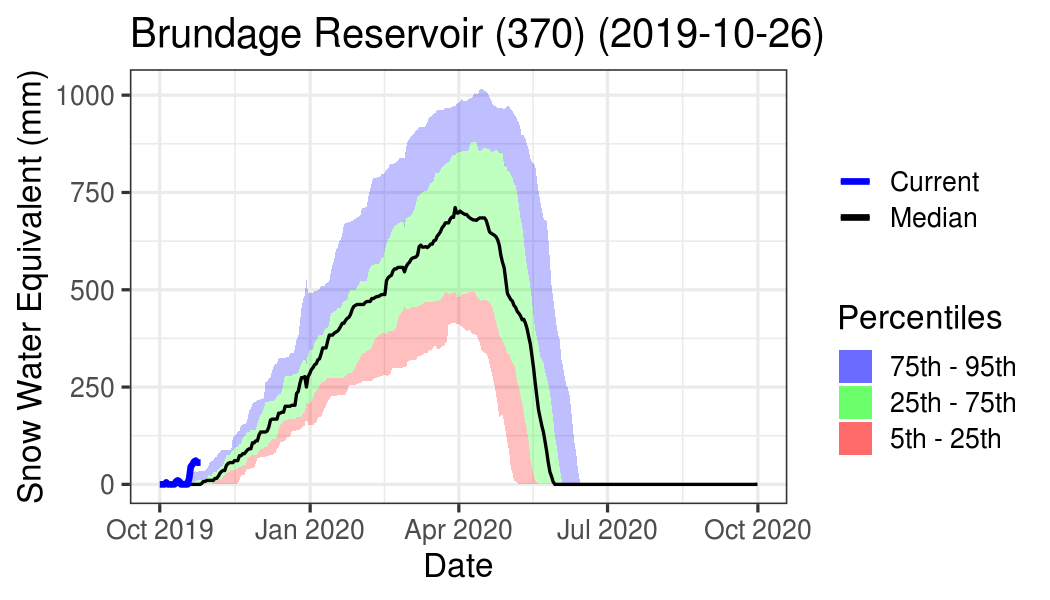 Brundage Reservoir (370) (2019-10-26)
Snow Water Equivalent (mm)
1000
750
500
250
0
Oct 2019
Jan 2020
Apr 2020
Jul 2020
Oct 2020
Date
Current
Median
Percentiles
75th - 95th
25th - 75th
5th - 25th